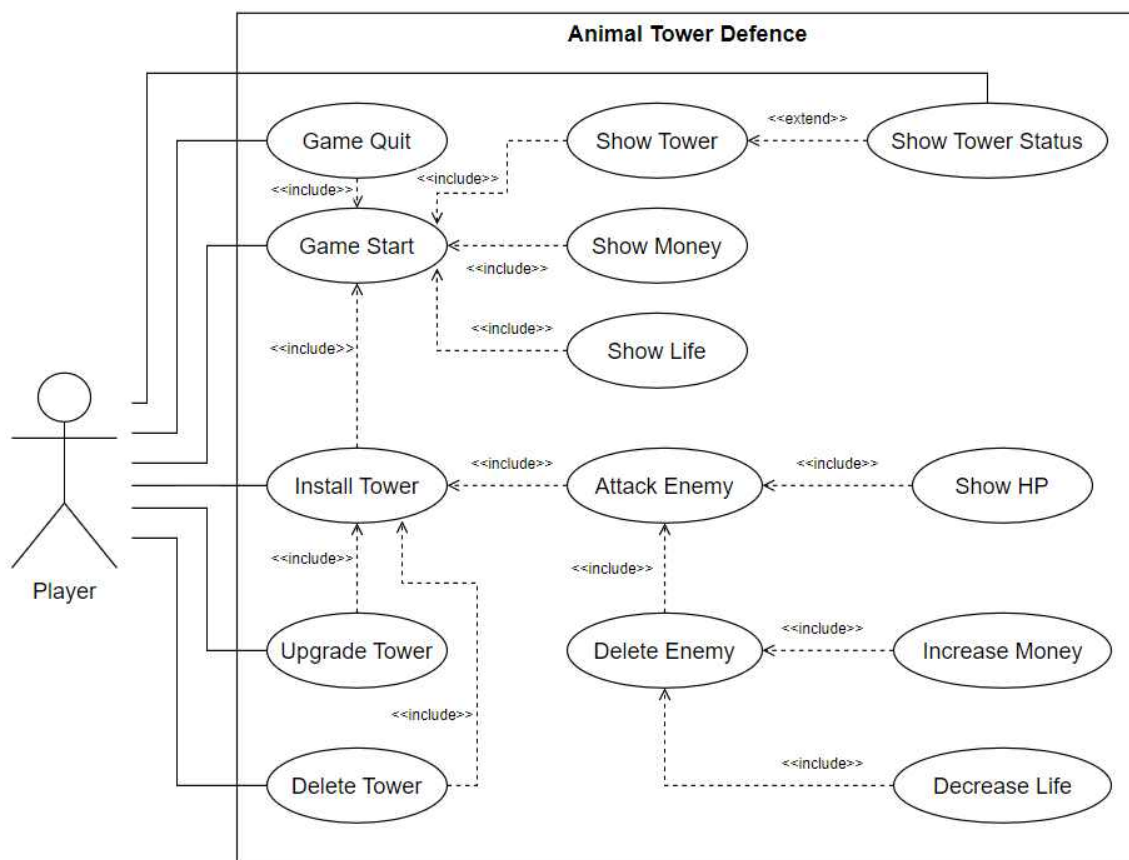 Animal Tower Defence
Game Quit
Show Tower
<<extend>>
Show Tower Status
<<include>>
<<include>>
Game Start
Show Money
<<include>>
<<include>>
Show Life
<<include>>
Install Tower
<<include>>
Attack Enemy
<<include>>
Show HP
Player
<<include>>
<<include>>
Upgrade Tower
Delete Enemy
<<include>>
Increase Money
<<include>>
Delete Tower
<<include>>
Decrease Life